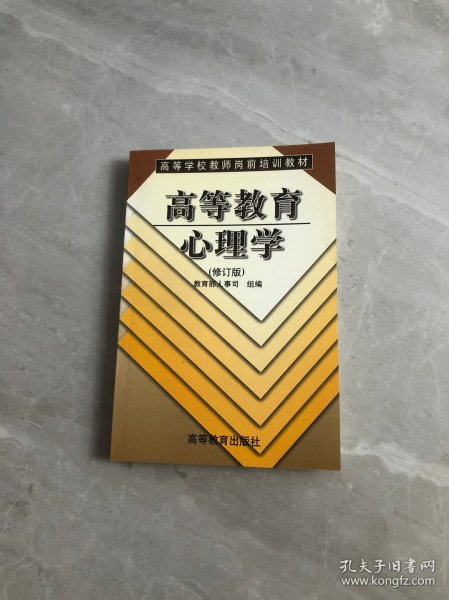 高等学校教师岗前培训教材
高等教育
心理学
(修订版)
教育部人事司 组编
高等教育出版社
孔夫子旧书网
www.kongfz.com